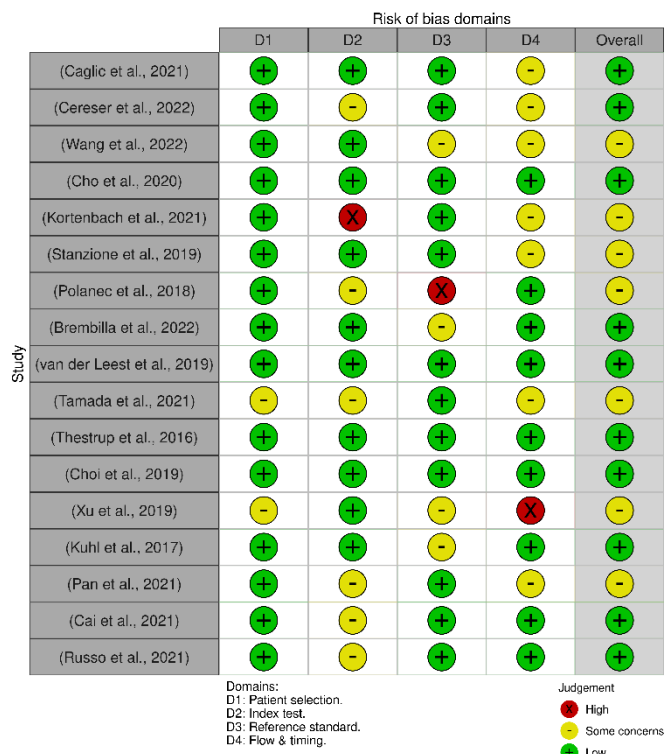 Risk of bias domains
D1 D2 D3 D4 Overall
Study
(Caglic et al., 2021) + + + - +
(Cereser et al., 2022) + - + - +
(Wang et al., 2022) + + - - -
(Cho et al., 2020) + + + + +
(Kortenbach et al., 2021) + X + - -
(Stanzione et al., 2019) + + + - -
(Polanec et al., 2018) + - X + -
(Brembilla et al., 2022) + + - + +
(van der Leest et al., 2019) + + + + +
(Tamada et al., 2021) - - + - -
(Thestrup et al., 2016) + + + + +
(Choi et al., 2019) + + + + +
(Xu et al., 2019) - + - X -
(Kuhl et al., 2017) + + - + +
(Pan et al., 2021) + - + - -
(Cai et al., 2021) + - + + +
(Russo et al., 2021) + - + + +
Domains:
D1: Patient selection.
D2: Index test.
D3: Reference standard.
D4: Flow & timing.
Judgement
X High
- Some concerns
+ Low